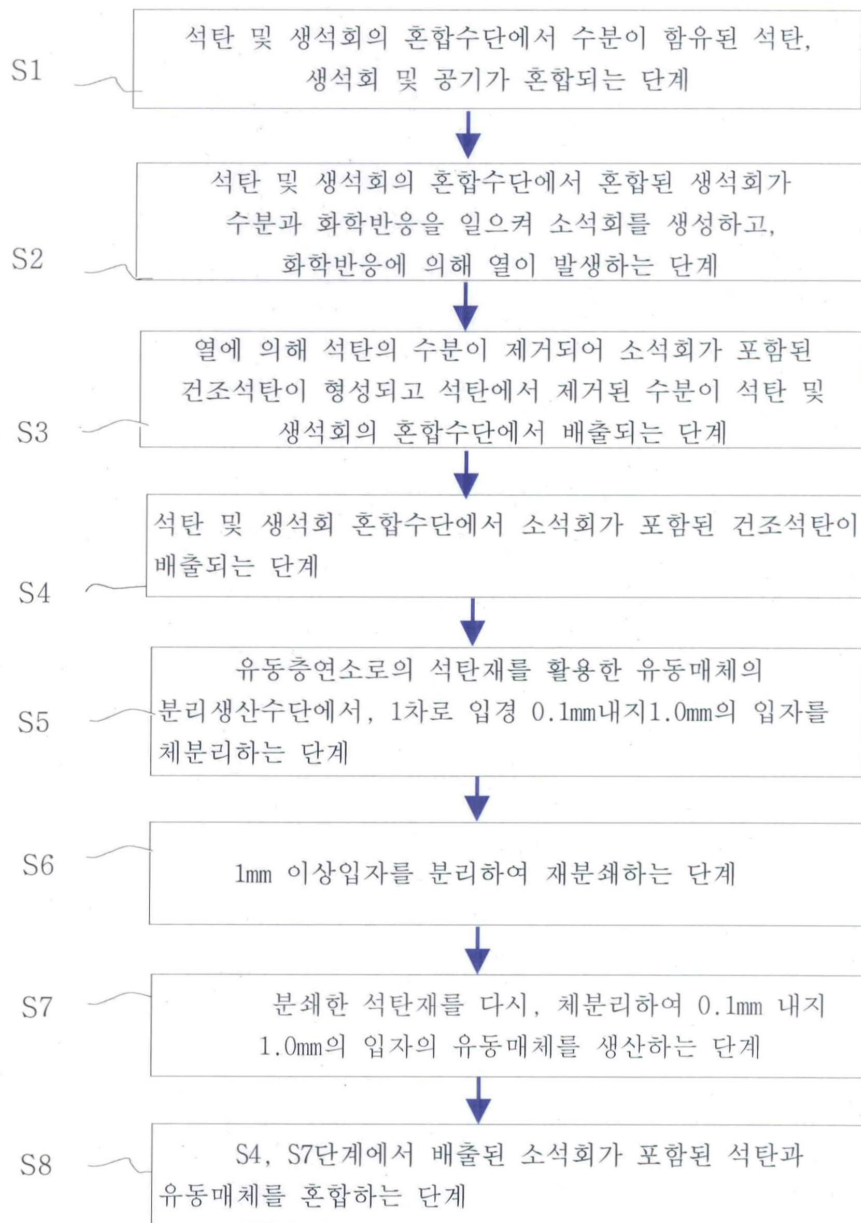 S1
석탄 및 생석회의 혼합수단에서 수분이 함유된 석탄,
생석회 및 공기가 혼합되는 단계
S2
석탄 및 생석회의 혼합수단에서 혼합된 생석회가
수분과 화학반응을 일으켜 소석회를 생성하고,
화학반응에 의해 열이 발생하는 단계
S3
열에 의해 석탄의 수분이 제거되어 소석회가 포함된
건조석탄이 형성되고 석탄에서 제거된 수분이 석탄 및
생석회의 혼합수단에서 배출되는 단계
S4
석탄 및 생석회 혼합수단에서 소석회가 포함된 건조석탄이
배출되는 단계
S5
유동층연소로의 석탄재를 활용한 유동매체의
분리생산수단에서, 1차로 입경 0.1mm내지1.0mm의 입자를
체분리하는 단계
S6
1mm 이상입자를 분리하여 재분쇄하는 단계
S7
분쇄한 석탄재를 다시, 체분리하여 0.1mm 내지
1.0mm의 입자의 유동매체를 생산하는 단계
S8
S4, S7단계에서 배출된 소석회가 포함된 석탄과
유동매체를 혼합하는 단계